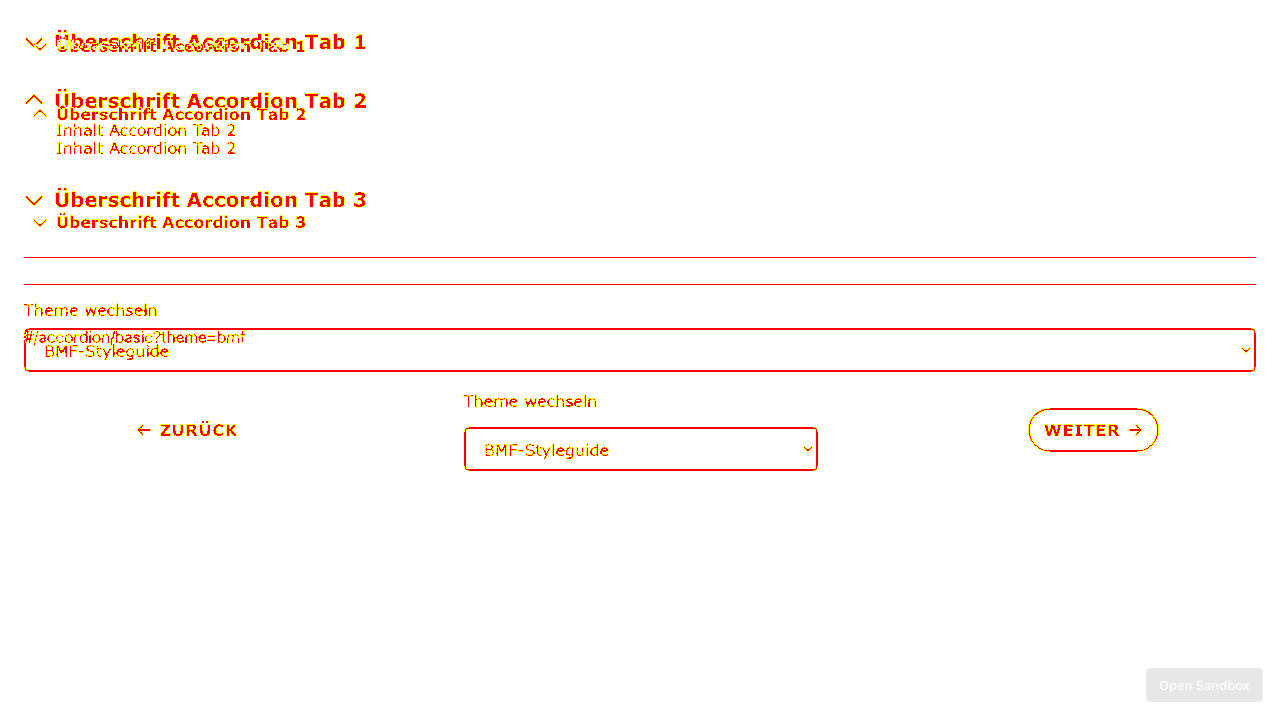 Überschrift Accordion Tab 1
Überschrift Accordion Tab 1
Überschrift Accordion Tab 2
Überschrift Accordion Tab 2
Inhalt Accordion Tab 2
Inhalt Accordion Tab 2
Überschrift Accordion Tab 3
Überschrift Accordion Tab 3
Theme wechseln
#/accordion/basic?theme=bmf
BMF-Styleguide
Theme wechseln
← ZURÜCK
WEITER →
BMF-Styleguide
Open Sandbox